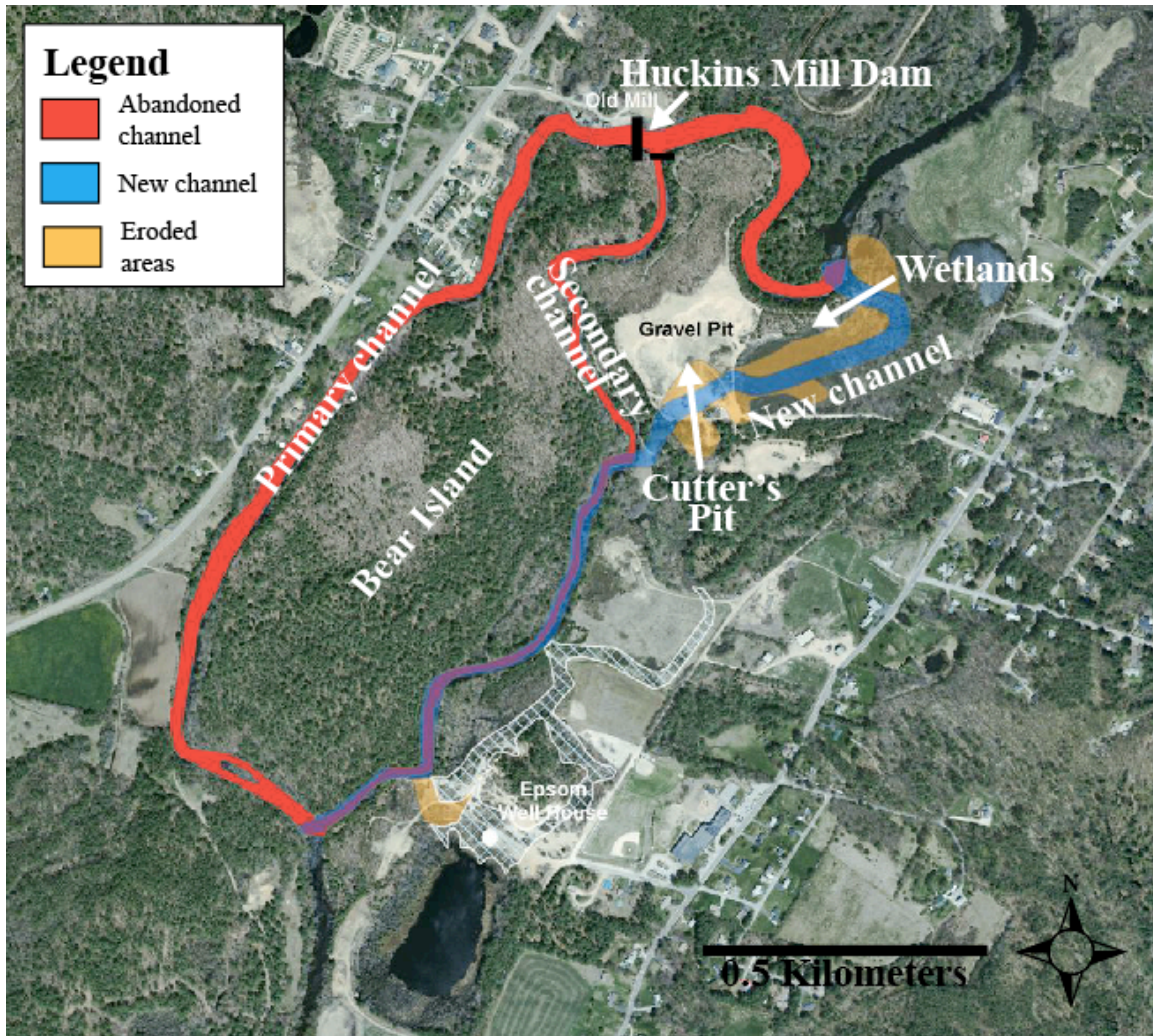 Legend
Abandoned
channel
New channel
Eroded
areas
Huckins Mill Dam
Old Mill
Wetlands
Gravel Pit
Secondary
channel
New channel
Primary channel
Bear Island
Cutter's
Pit
Epsom
Well House
N
0.5 Kilometers